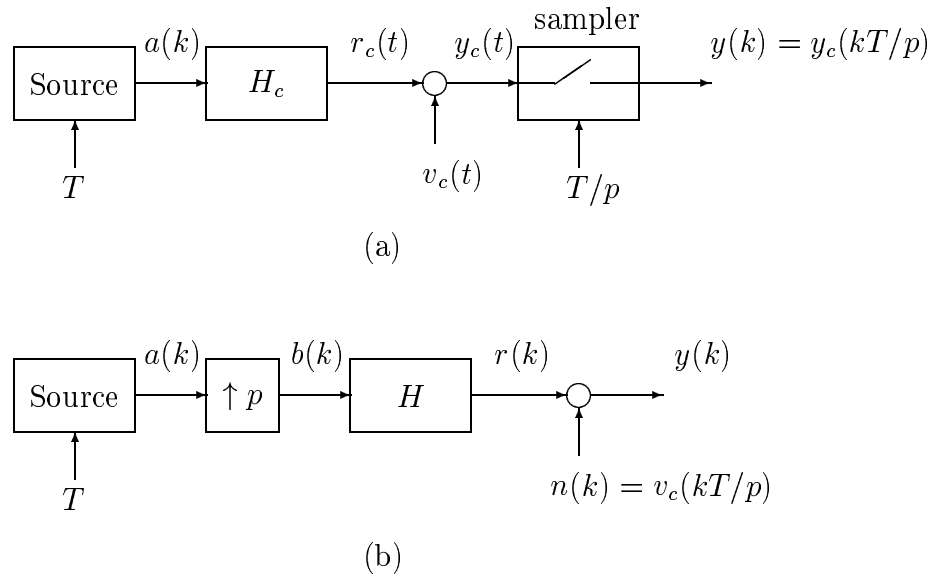 sampler
a(k) r_c(t) y_c(t) y(k) = y_c(kT/p)
Source H_c
v_c(t)
T T/p
(a)
a(k) b(k) r(k) y(k)
Source ↑ p H
T n(k) = v_c(kT/p)
(b)